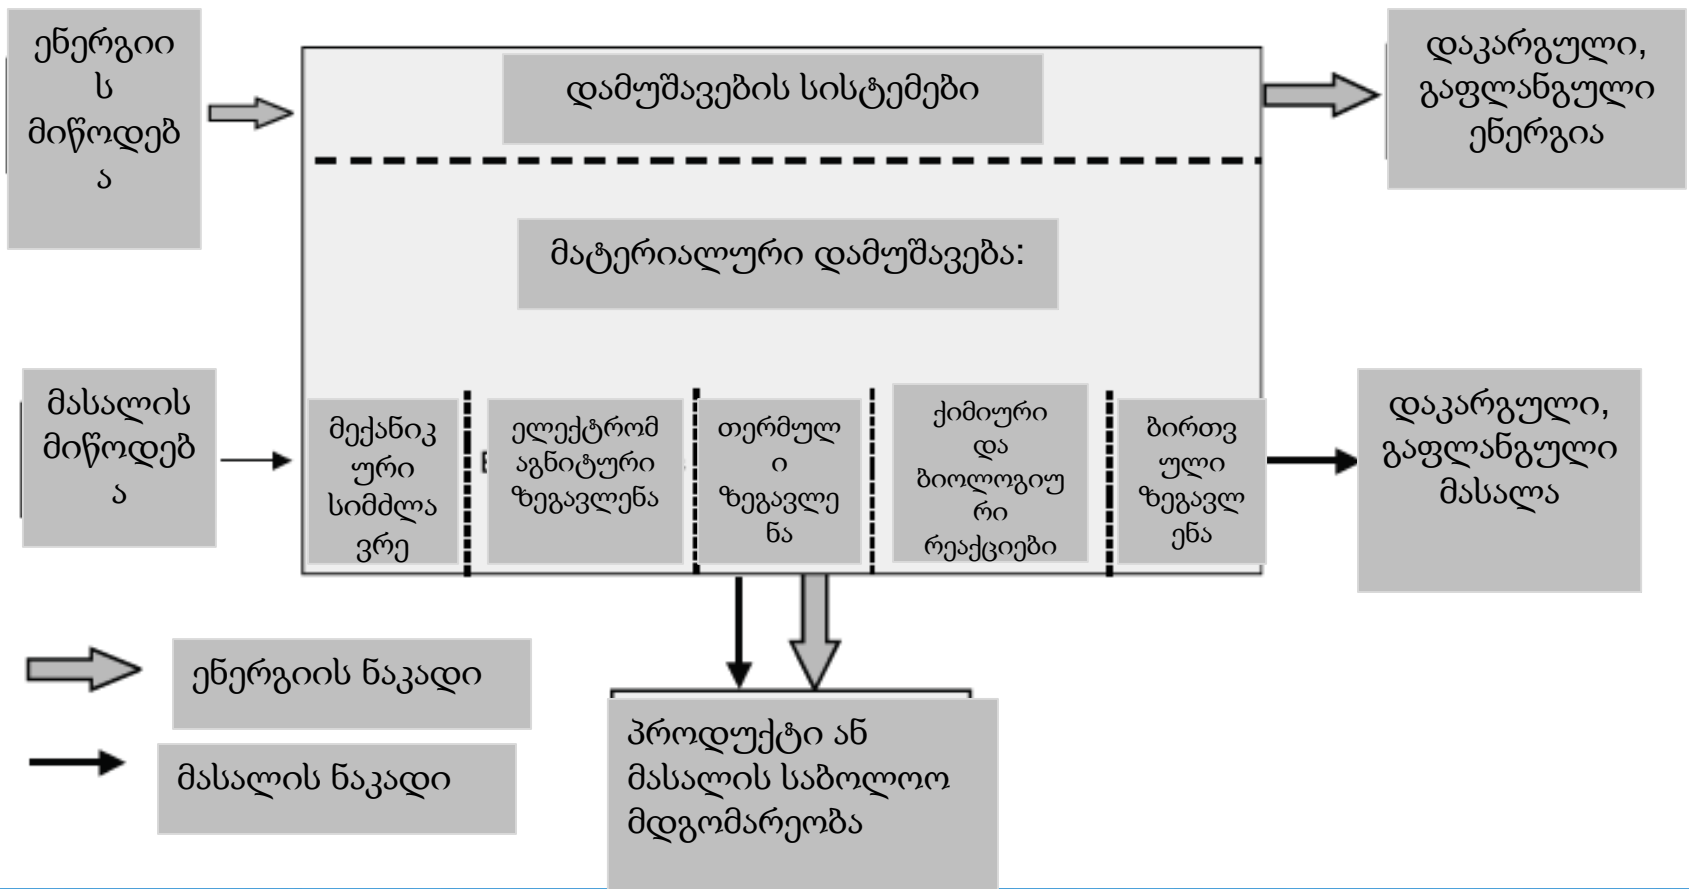 ენერგიი
ს
მიწოდებ
ა
დამუშავების სისტემები
დაკარგული,
გაფლანგული
ენერგია
მატერიალური დამუშავება:
მასალის
მიწოდებ
ა
მექანიკ
ური
სიმძლა
ვრე
ელექტრომ
აგნიტური
ზეგავლენა
თერმულ
ი
ზეგავლე
ნა
ქიმიური
და
ბიოლოგიუ
რი
რეაქციები
ბირთვ
ული
ზეგავლ
ენა
დაკარგული,
გაფლანგული
მასალა
ენერგიის ნაკადი
მასალის ნაკადი
პროდუქტი ან
მასალის საბოლოო
მდგომარეობა